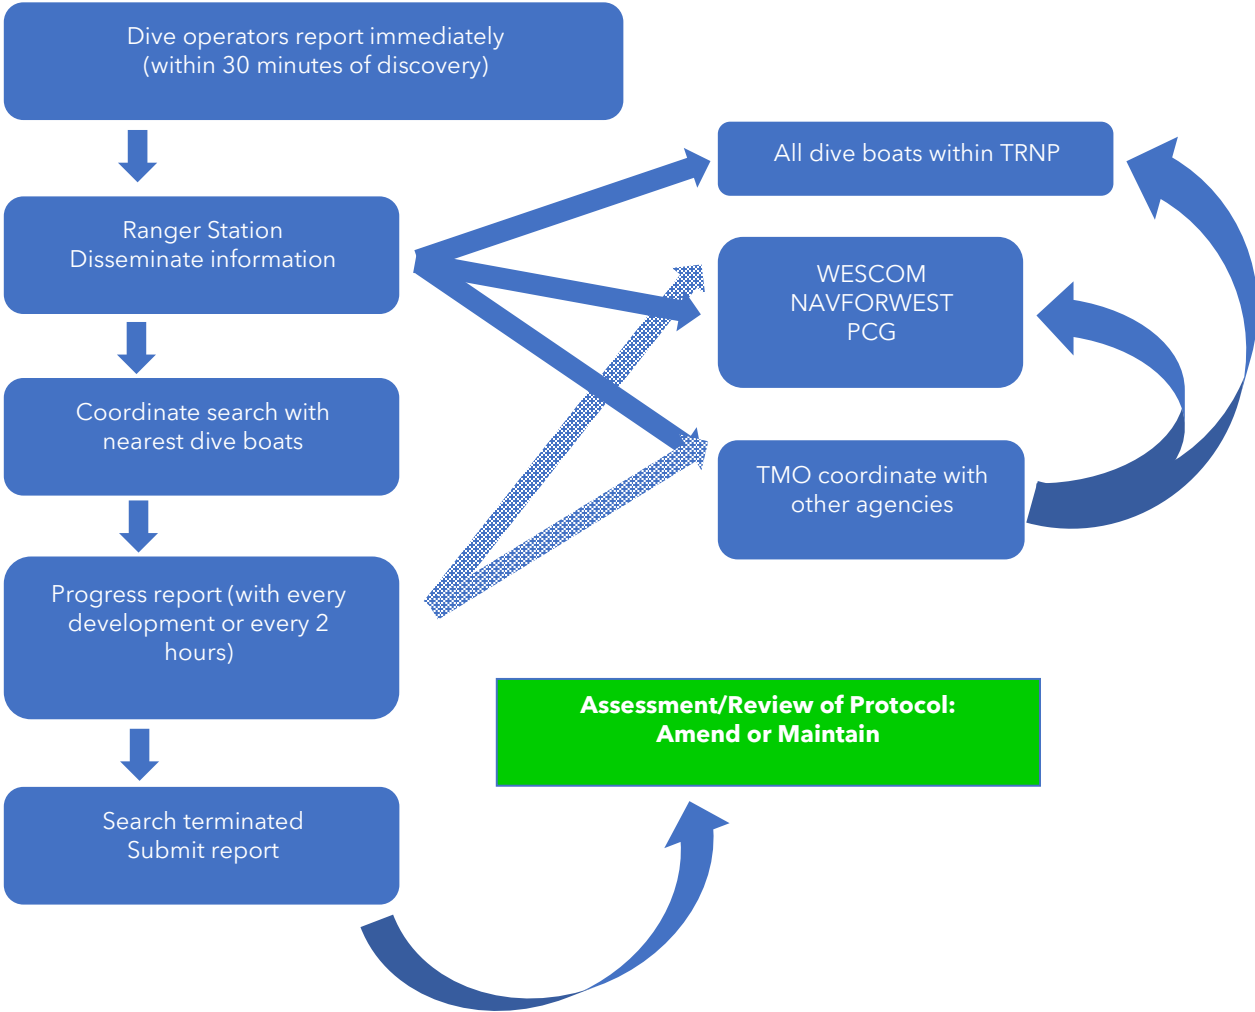 Dive operators report immediately
(within 30 minutes of discovery)
Ranger Station
Disseminate information
Coordinate search with
nearest dive boats
Progress report (with every
development or every 2
hours)
Search terminated
Submit report
All dive boats within TRNP
WESCOM
NAVFORWEST
PCG
TMO coordinate with
other agencies
Assessment/Review of Protocol:
Amend or Maintain